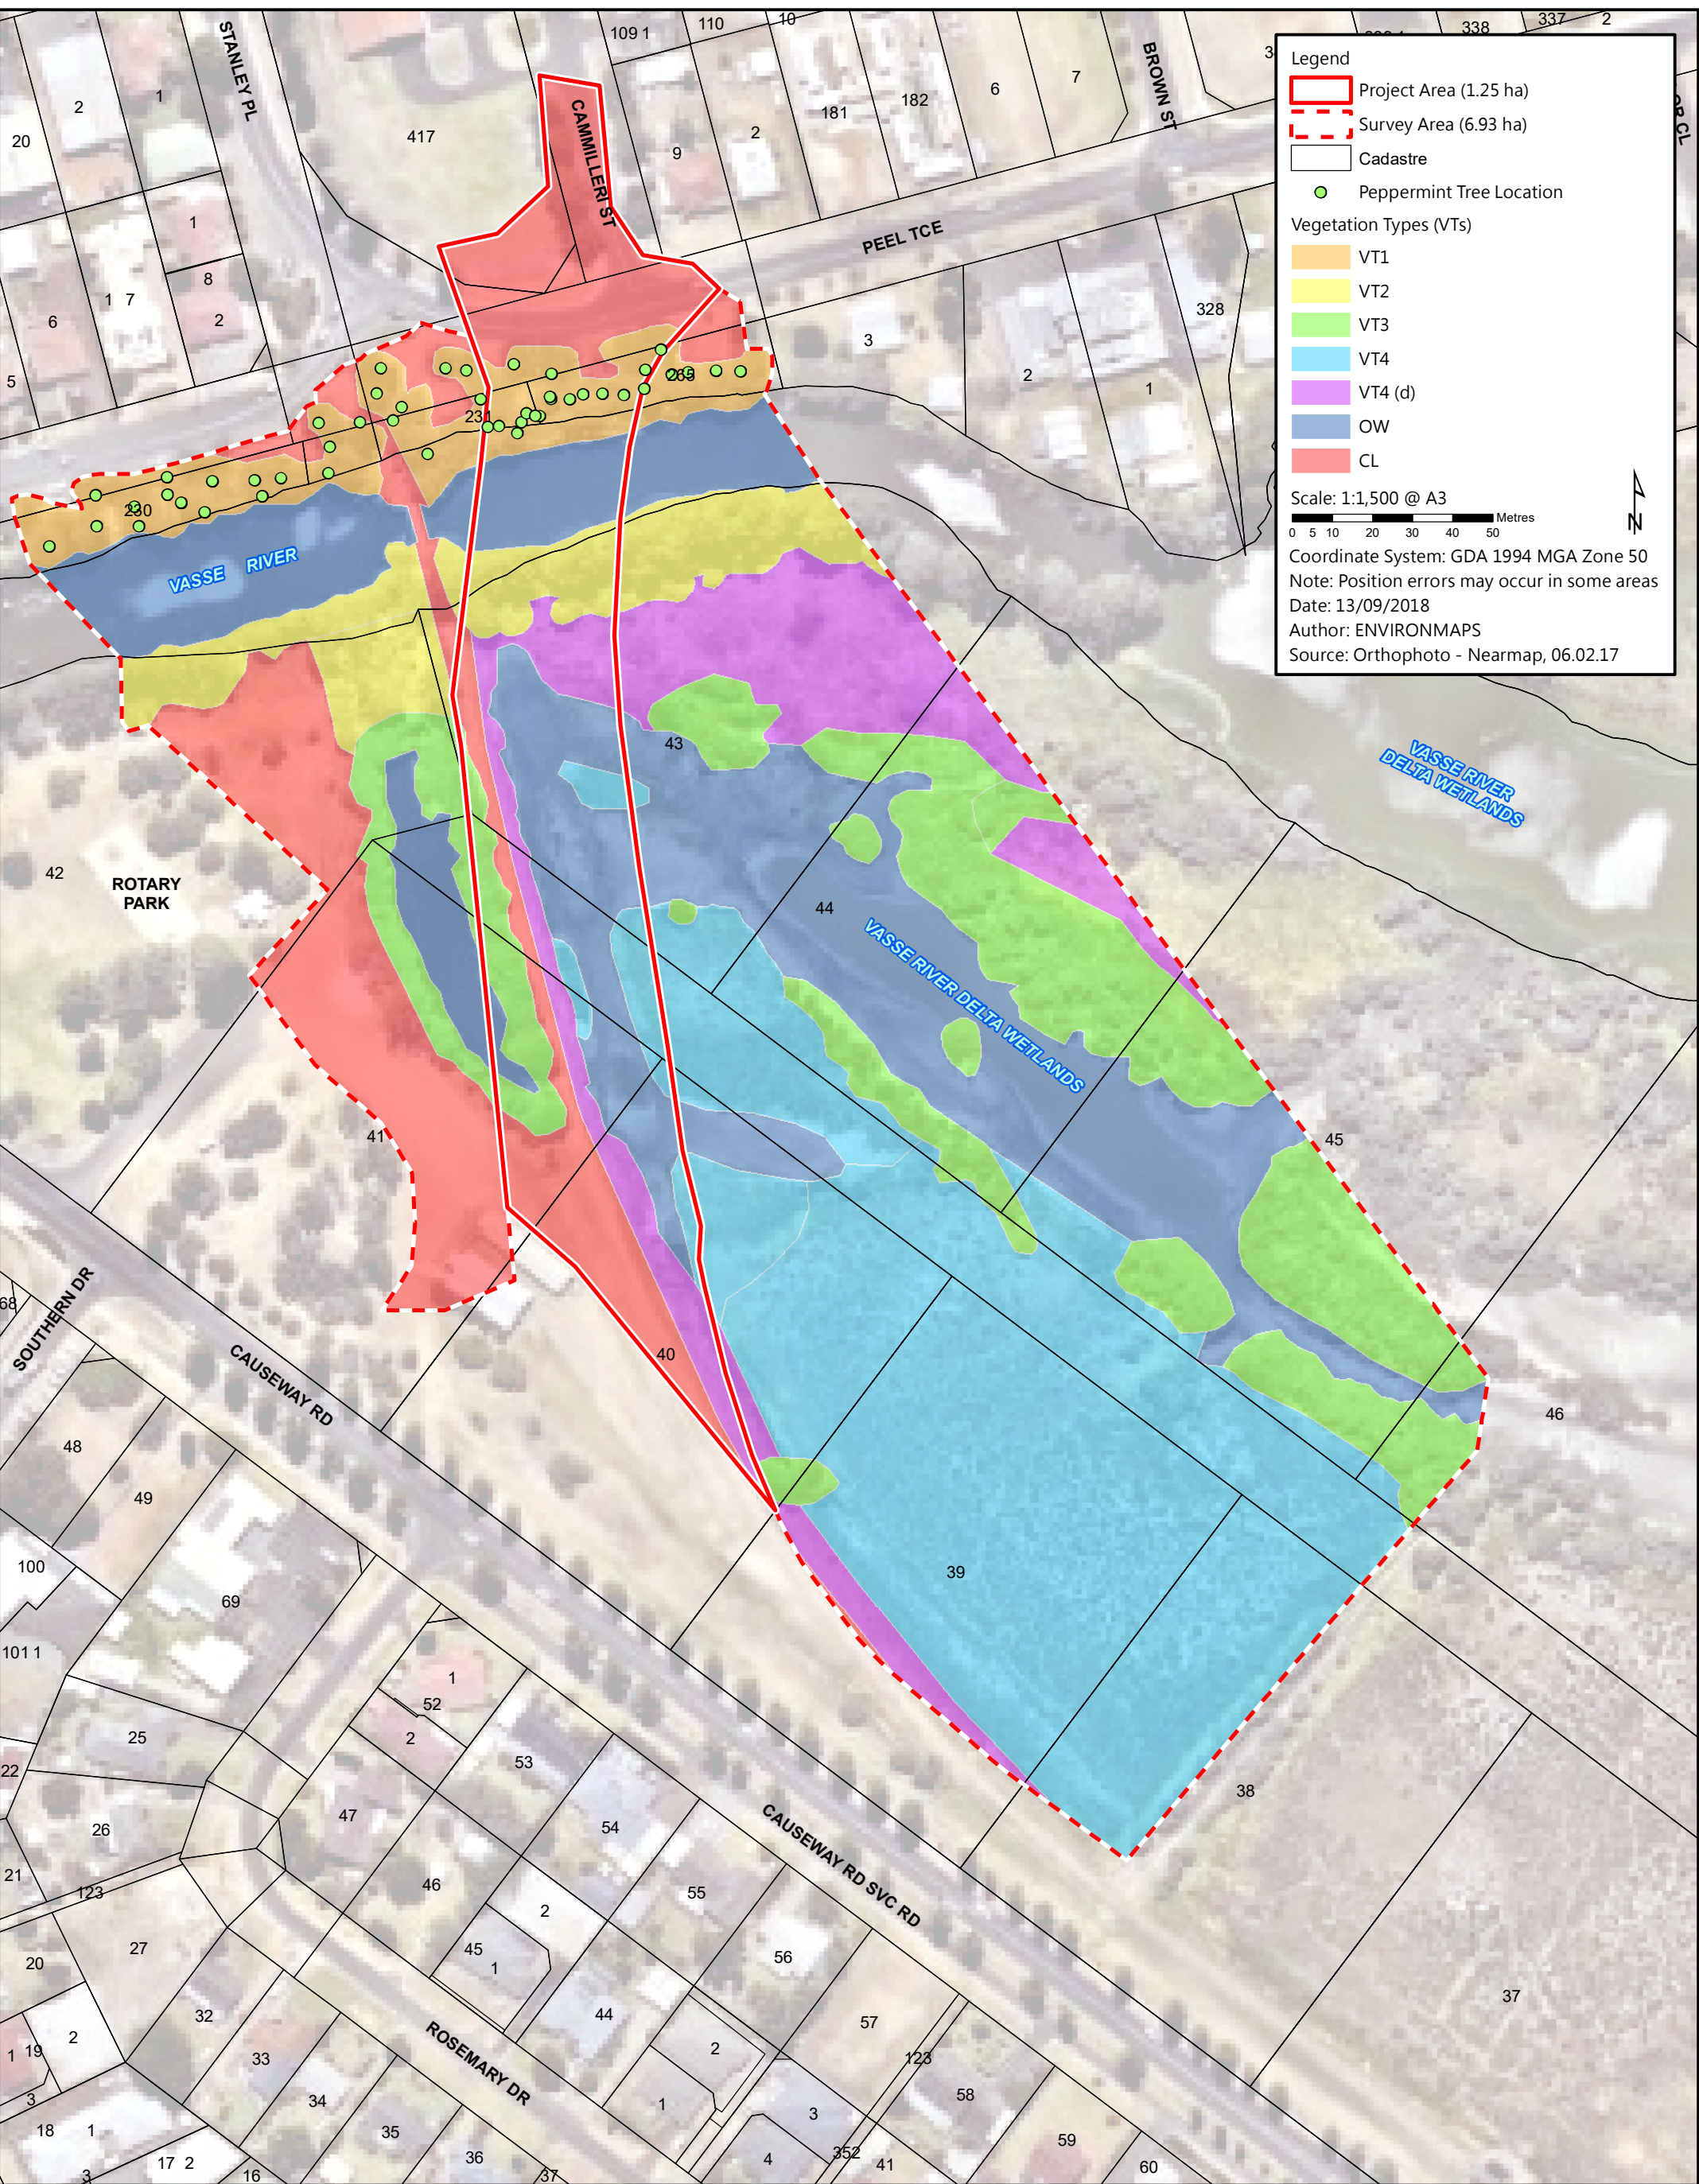 Legend
Project Area (1.25 ha)
Survey Area (6.93 ha)
Cadastre
Peppermint Tree Location
Vegetation Types (VTs)
VT1
VT2
VT3
VT4
VT4 (d)
OW
CL
Scale: 1:1,500 @ A3
Metres
0 5 10 20 30 40 50
N
Coordinate System: GDA 1994 MGA Zone 50
Note: Position errors may occur in some areas
Date: 13/09/2018
Author: ENVIRONMAPS
Source: Orthophoto - Nearmap, 06.02.17
STANLEY PL
CAMMILLERI ST
BROWN ST
PEEL TCE
109 1
110
10
338
337
2
20
2
1
417
9
2
181
182
6
7
1
8
2
6
1 7
5
3
2
1
328
265
231
230
VASSE RIVER
43
VASSE RIVER
DELTA WETLANDS
42
ROTARY
PARK
44
VASSE RIVER DELTA WETLANDS
41
45
68
SOUTHERN DR
CAUSEWAY RD
40
46
48
49
39
100
69
101 1
1
52
2
25
53
22
47
54
38
26
21
123
46
55
CAUSEWAY RD SVC RD
2
45
1
27
20
56
37
44
57
32
2
2
1 19
33
ROSEMARY DR
123
3
34
1
58
18
1
35
3
59
17 2
36
4
352
41
60
3
16
37